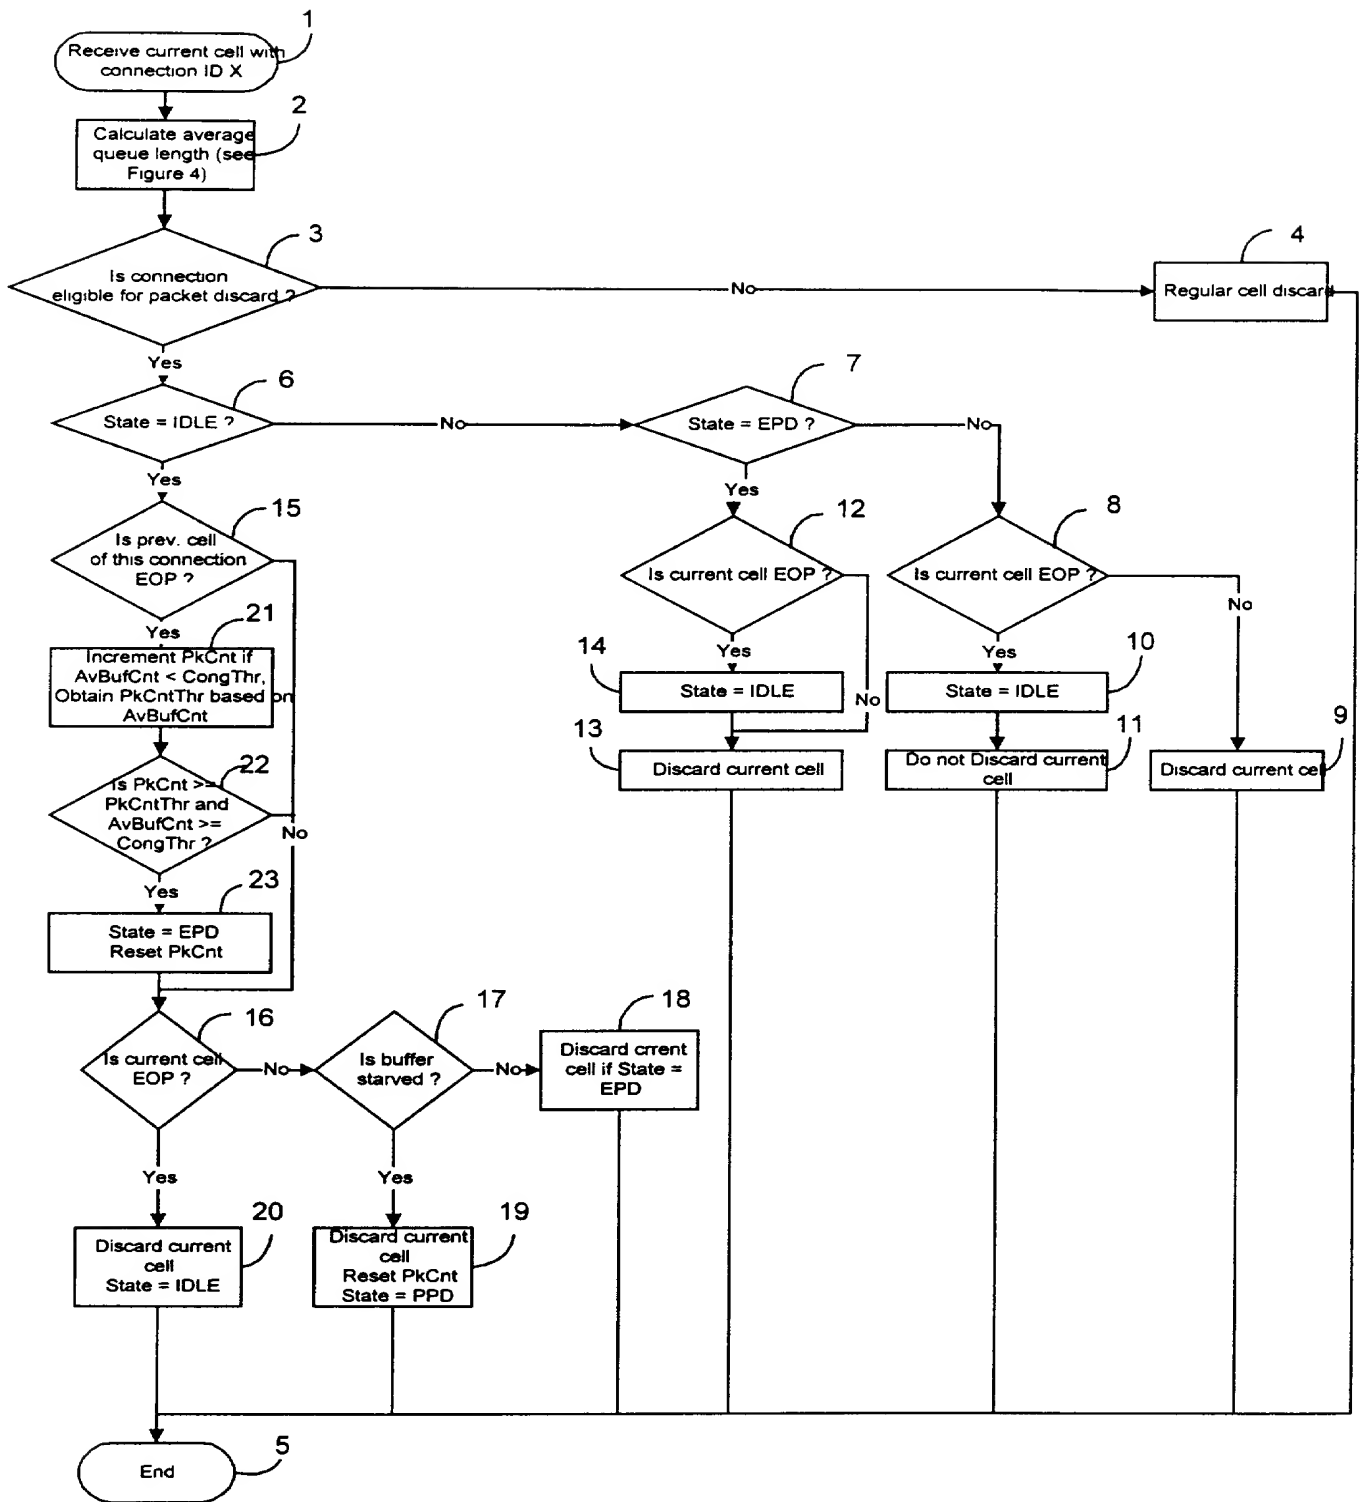 1
Receive current cell with
connection ID X
2
Calculate average
queue length (see
Figure 4)
3
Is connection
eligible for packet discard ?
No
4
Regular cell discar
Yes
6
State = IDLE ?
No
7
State = EPD ?
No
Yes
15
Is prev. cell
of this connection
EOP ?
Yes
12
Is current cell EOP ?
8
Is current cell EOP ?
No
Yes
21
Increment PkCnt if
AvBufCnt < CongThr,
Obtain PkCntThr based on
AvBufCnt
Yes
14
State = IDLE
No
Yes
10
State = IDLE
22
Is PkCnt >=
PkCntThr and
AvBufCnt >=
CongThr ?
No
13
Discard current cell
11
Do not Discard current
cell
9
Discard current cell
Yes
23
State = EPD
Reset PkCnt
16
Is current cell
EOP ?
No
17
Is buffer
starved ?
No
18
Discard crrent
cell if State =
EPD
Yes
Yes
20
Discard current
cell
State = IDLE
19
Discard current
cell
Reset PkCnt
State = PPD
5
End